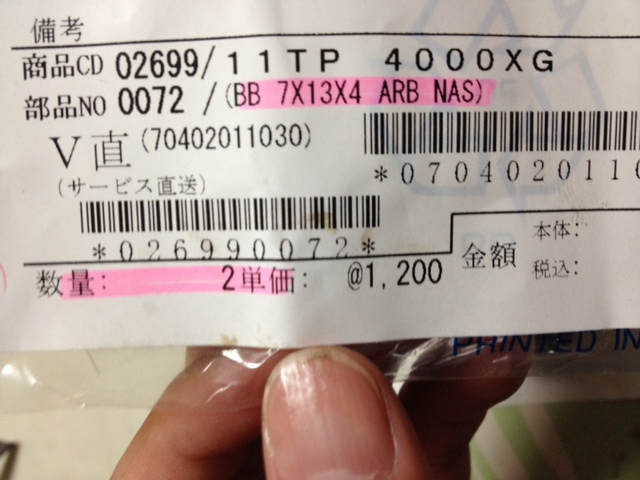 備考
商品CD 02699/11TP 4000XG
部品NO 0072 /(BB 7X13X4 ARB NAS)
V直(70402011030)
(サービス直送)
*0704020110
*026990072*
数量: 2単価: @1,200
金額
本体:
税込:
PRINTED IN